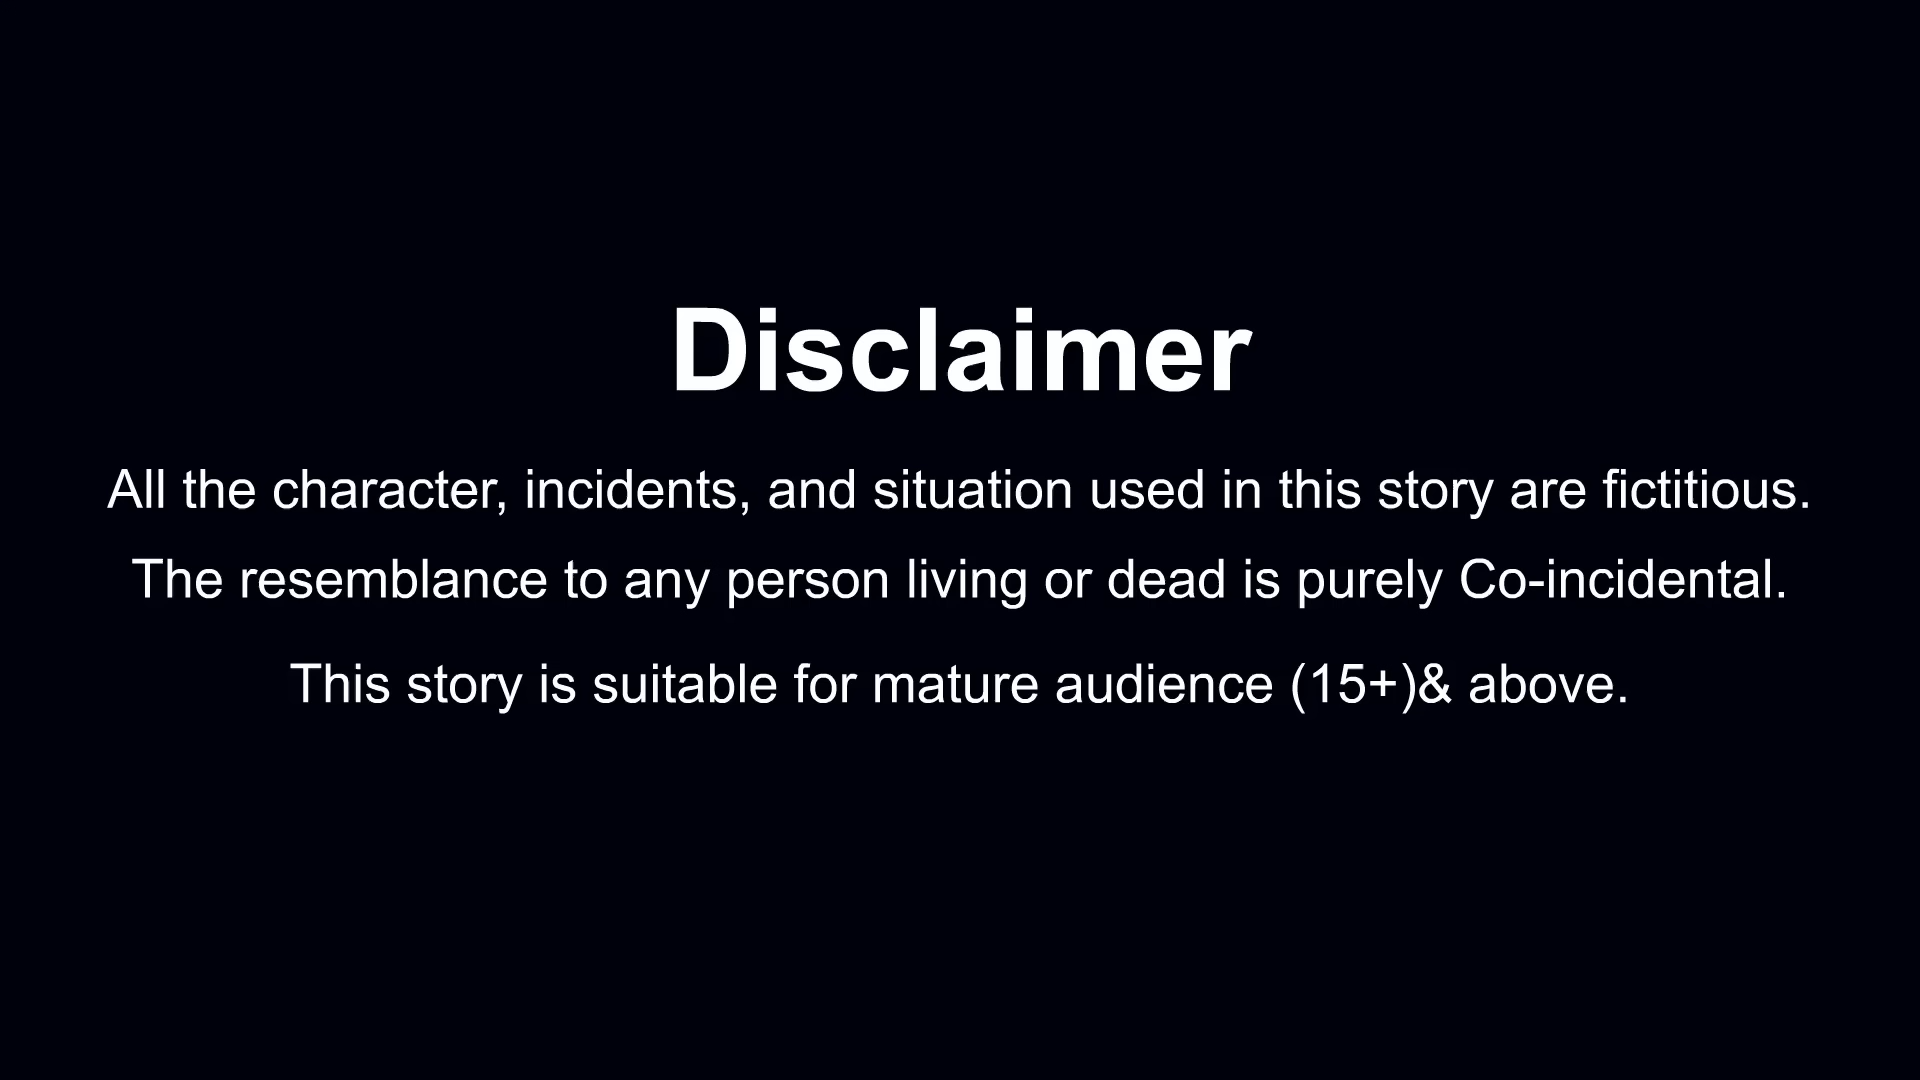 Disclaimer
All the character, incidents, and situation used in this story are fictitious.
The resemblance to any person living or dead is purely Co-incidental.
This story is suitable for mature audience (15+)& above.